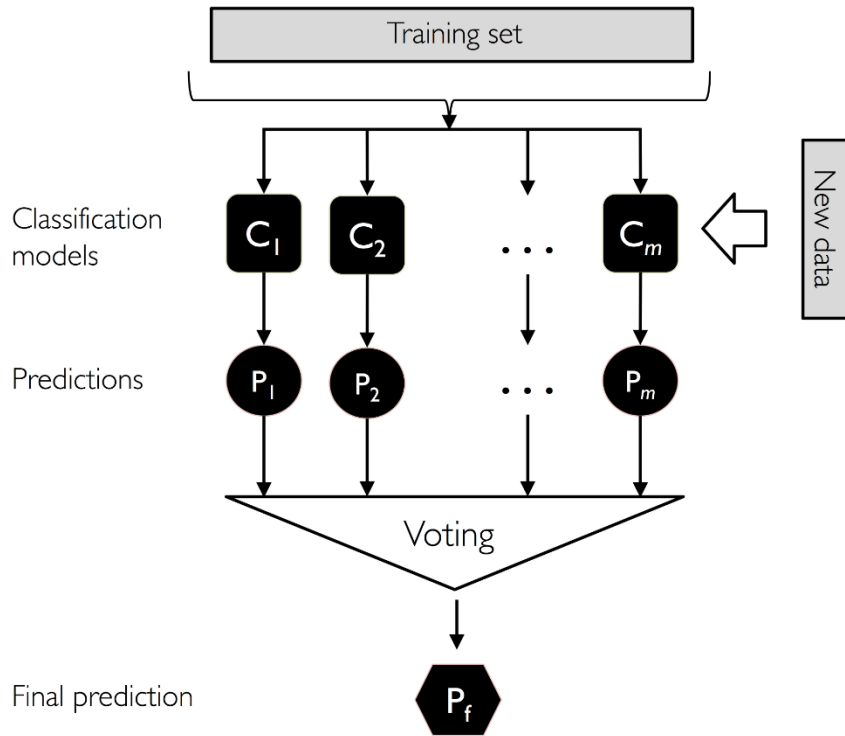 Training set
New data
Classification
models
C1 C2 ... Cm
Predictions
P1 P2 ... Pm
Voting
Final prediction
Pf